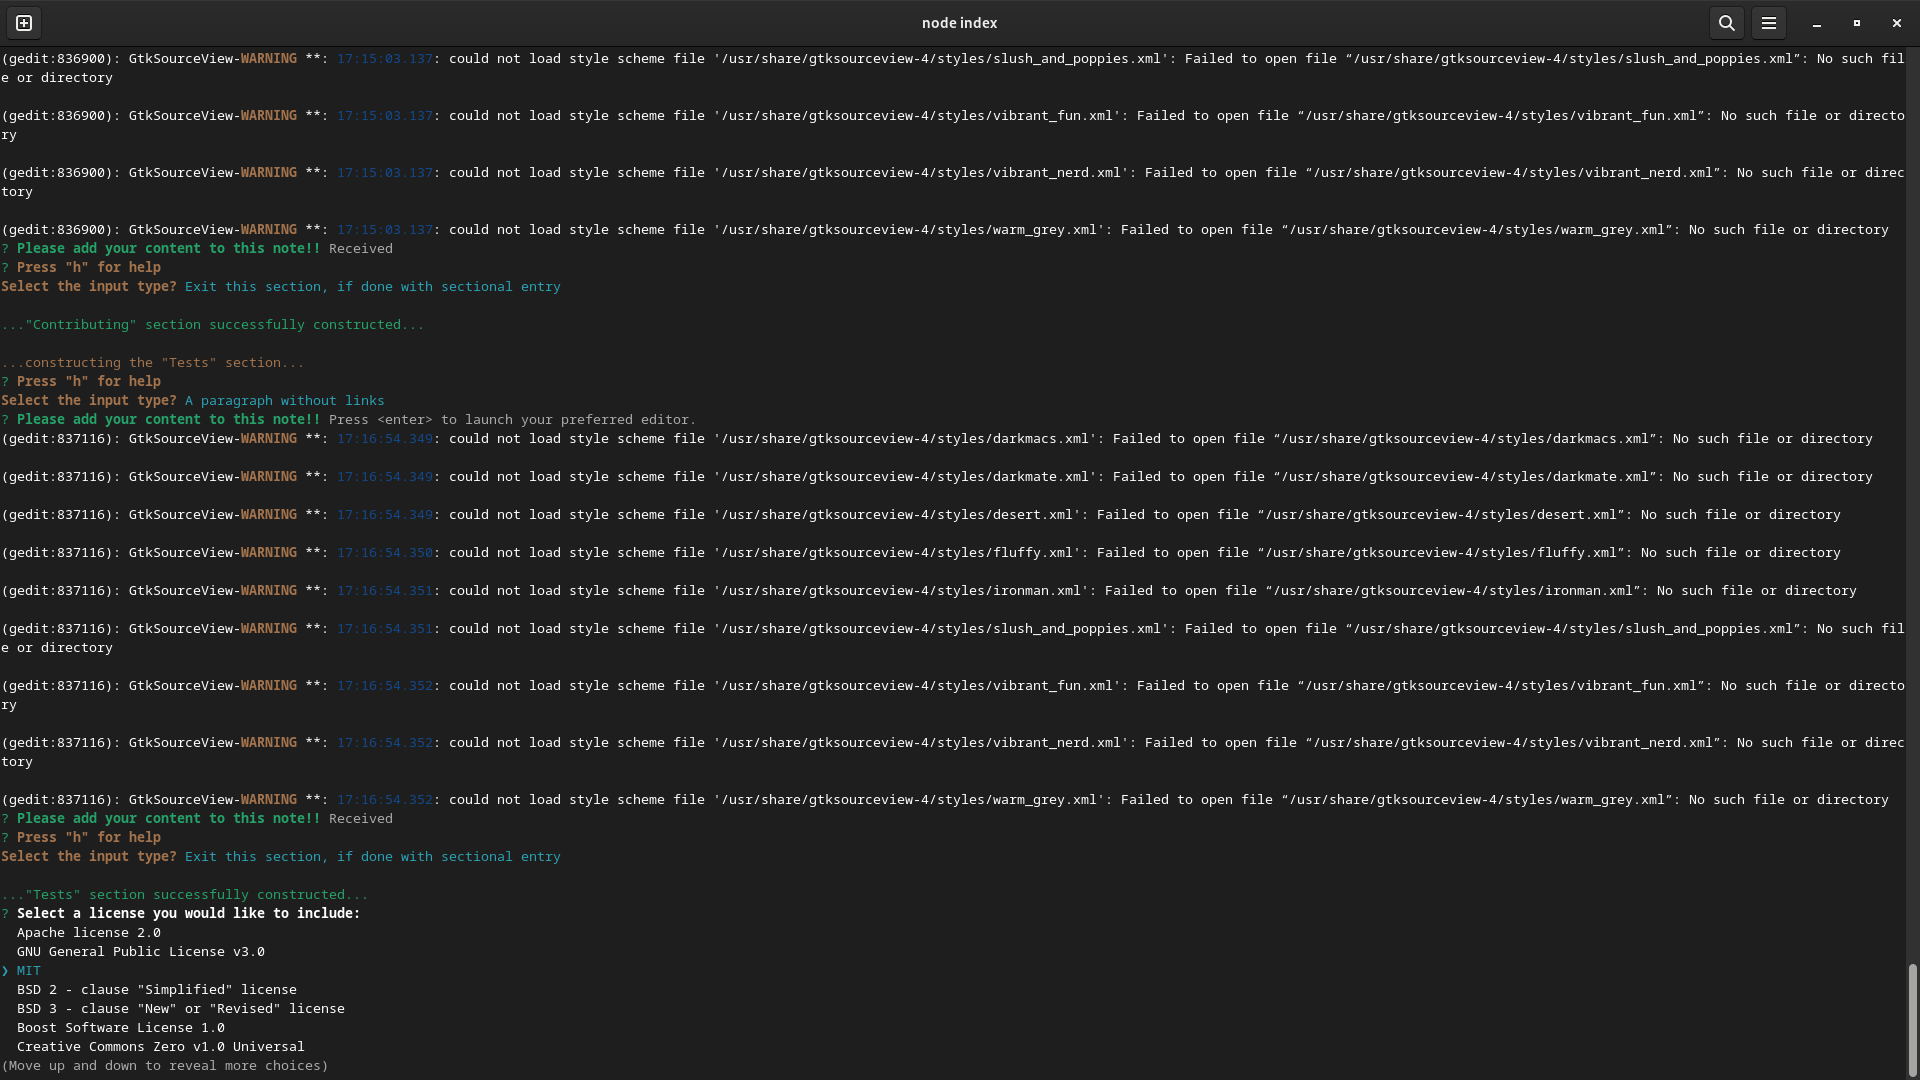 node index
(gedit:836900): GtkSourceView-WARNING **: 17:15:03.137: could not load style scheme file '/usr/share/gtksourceview-4/styles/slush_and_poppies.xml': Failed to open file “/usr/share/gtksourceview-4/styles/slush_and_poppies.xml”: No such fil
e or directory
(gedit:836900): GtkSourceView-WARNING **: 17:15:03.137: could not load style scheme file '/usr/share/gtksourceview-4/styles/vibrant_fun.xml': Failed to open file “/usr/share/gtksourceview-4/styles/vibrant_fun.xml”: No such file or directo
ry
(gedit:836900): GtkSourceView-WARNING **: 17:15:03.137: could not load style scheme file '/usr/share/gtksourceview-4/styles/vibrant_nerd.xml': Failed to open file “/usr/share/gtksourceview-4/styles/vibrant_nerd.xml”: No such file or direc
tory
(gedit:836900): GtkSourceView-WARNING **: 17:15:03.137: could not load style scheme file '/usr/share/gtksourceview-4/styles/warm_grey.xml': Failed to open file “/usr/share/gtksourceview-4/styles/warm_grey.xml”: No such file or directory
? Please add your content to this note!! Received
? Press "h" for help
Select the input type? Exit this section, if done with sectional entry
..."Contributing" section successfully constructed...
...constructing the "Tests" section...
? Press "h" for help
Select the input type? A paragraph without links
? Please add your content to this note!! Press <enter> to launch your preferred editor.
(gedit:837116): GtkSourceView-WARNING **: 17:16:54.349: could not load style scheme file '/usr/share/gtksourceview-4/styles/darkmacs.xml': Failed to open file “/usr/share/gtksourceview-4/styles/darkmacs.xml”: No such file or directory
(gedit:837116): GtkSourceView-WARNING **: 17:16:54.349: could not load style scheme file '/usr/share/gtksourceview-4/styles/darkmate.xml': Failed to open file “/usr/share/gtksourceview-4/styles/darkmate.xml”: No such file or directory
(gedit:837116): GtkSourceView-WARNING **: 17:16:54.349: could not load style scheme file '/usr/share/gtksourceview-4/styles/desert.xml': Failed to open file “/usr/share/gtksourceview-4/styles/desert.xml”: No such file or directory
(gedit:837116): GtkSourceView-WARNING **: 17:16:54.350: could not load style scheme file '/usr/share/gtksourceview-4/styles/fluffy.xml': Failed to open file “/usr/share/gtksourceview-4/styles/fluffy.xml”: No such file or directory
(gedit:837116): GtkSourceView-WARNING **: 17:16:54.351: could not load style scheme file '/usr/share/gtksourceview-4/styles/ironman.xml': Failed to open file “/usr/share/gtksourceview-4/styles/ironman.xml”: No such file or directory
(gedit:837116): GtkSourceView-WARNING **: 17:16:54.351: could not load style scheme file '/usr/share/gtksourceview-4/styles/slush_and_poppies.xml': Failed to open file “/usr/share/gtksourceview-4/styles/slush_and_poppies.xml”: No such fil
e or directory
(gedit:837116): GtkSourceView-WARNING **: 17:16:54.352: could not load style scheme file '/usr/share/gtksourceview-4/styles/vibrant_fun.xml': Failed to open file “/usr/share/gtksourceview-4/styles/vibrant_fun.xml”: No such file or directo
ry
(gedit:837116): GtkSourceView-WARNING **: 17:16:54.352: could not load style scheme file '/usr/share/gtksourceview-4/styles/vibrant_nerd.xml': Failed to open file “/usr/share/gtksourceview-4/styles/vibrant_nerd.xml”: No such file or direc
tory
(gedit:837116): GtkSourceView-WARNING **: 17:16:54.352: could not load style scheme file '/usr/share/gtksourceview-4/styles/warm_grey.xml': Failed to open file “/usr/share/gtksourceview-4/styles/warm_grey.xml”: No such file or directory
? Please add your content to this note!! Received
? Press "h" for help
Select the input type? Exit this section, if done with sectional entry
..."Tests" section successfully constructed...
? Select a license you would like to include:
Apache license 2.0
GNU General Public License v3.0
❯ MIT
BSD 2 - clause "Simplified" license
BSD 3 - clause "New" or "Revised" license
Boost Software License 1.0
Creative Commons Zero v1.0 Universal
(Move up and down to reveal more choices)